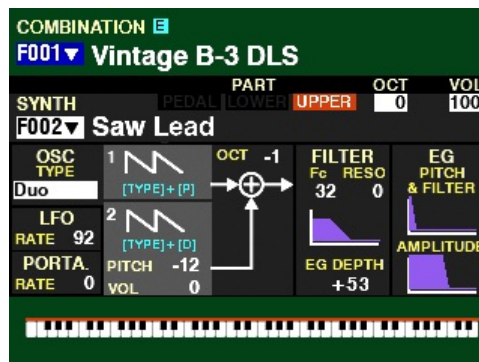 COMBINATION E
F001▼ Vintage B-3 DLS
PART OCT VOL
SYNTH PEDAL LOWER UPPER 0 100
F002▼ Saw Lead
OSC TYPE
Duo
LFO
RATE 92
PORTA.
RATE 0
1
[TYPE]+[P]
2
[TYPE]+[D]
PITCH -12
VOL 0
OCT -1
FILTER
Fc RESO
32 0
EG DEPTH
+53
EG
PITCH
& FILTER
AMPLITUDE